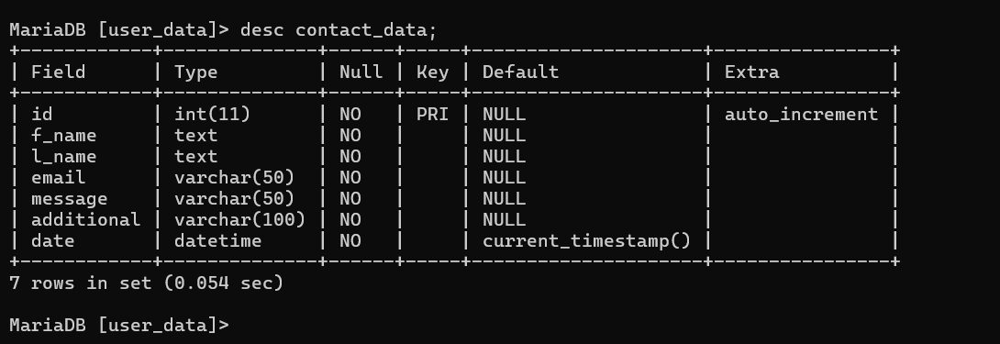 MariaDB [user_data]> desc contact_data;
+------------+--------------+------+-----+---------------------+----------------+
| Field      | Type         | Null | Key | Default             | Extra          |
+------------+--------------+------+-----+---------------------+----------------+
| id         | int(11)      | NO   | PRI | NULL                | auto_increment |
| f_name     | text         | NO   |     | NULL                |                |
| l_name     | text         | NO   |     | NULL                |                |
| email      | varchar(50)  | NO   |     | NULL                |                |
| message    | varchar(50)  | NO   |     | NULL                |                |
| additional | varchar(100) | NO   |     | NULL                |                |
| date       | datetime     | NO   |     | current_timestamp() |                |
+------------+--------------+------+-----+---------------------+----------------+
7 rows in set (0.054 sec)
MariaDB [user_data]>